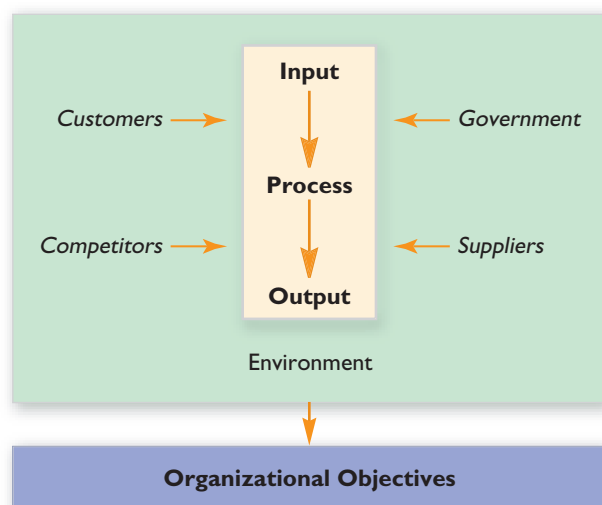 Input
Customers
Government
Process
Competitors
Suppliers
Output
Environment
Organizational Objectives